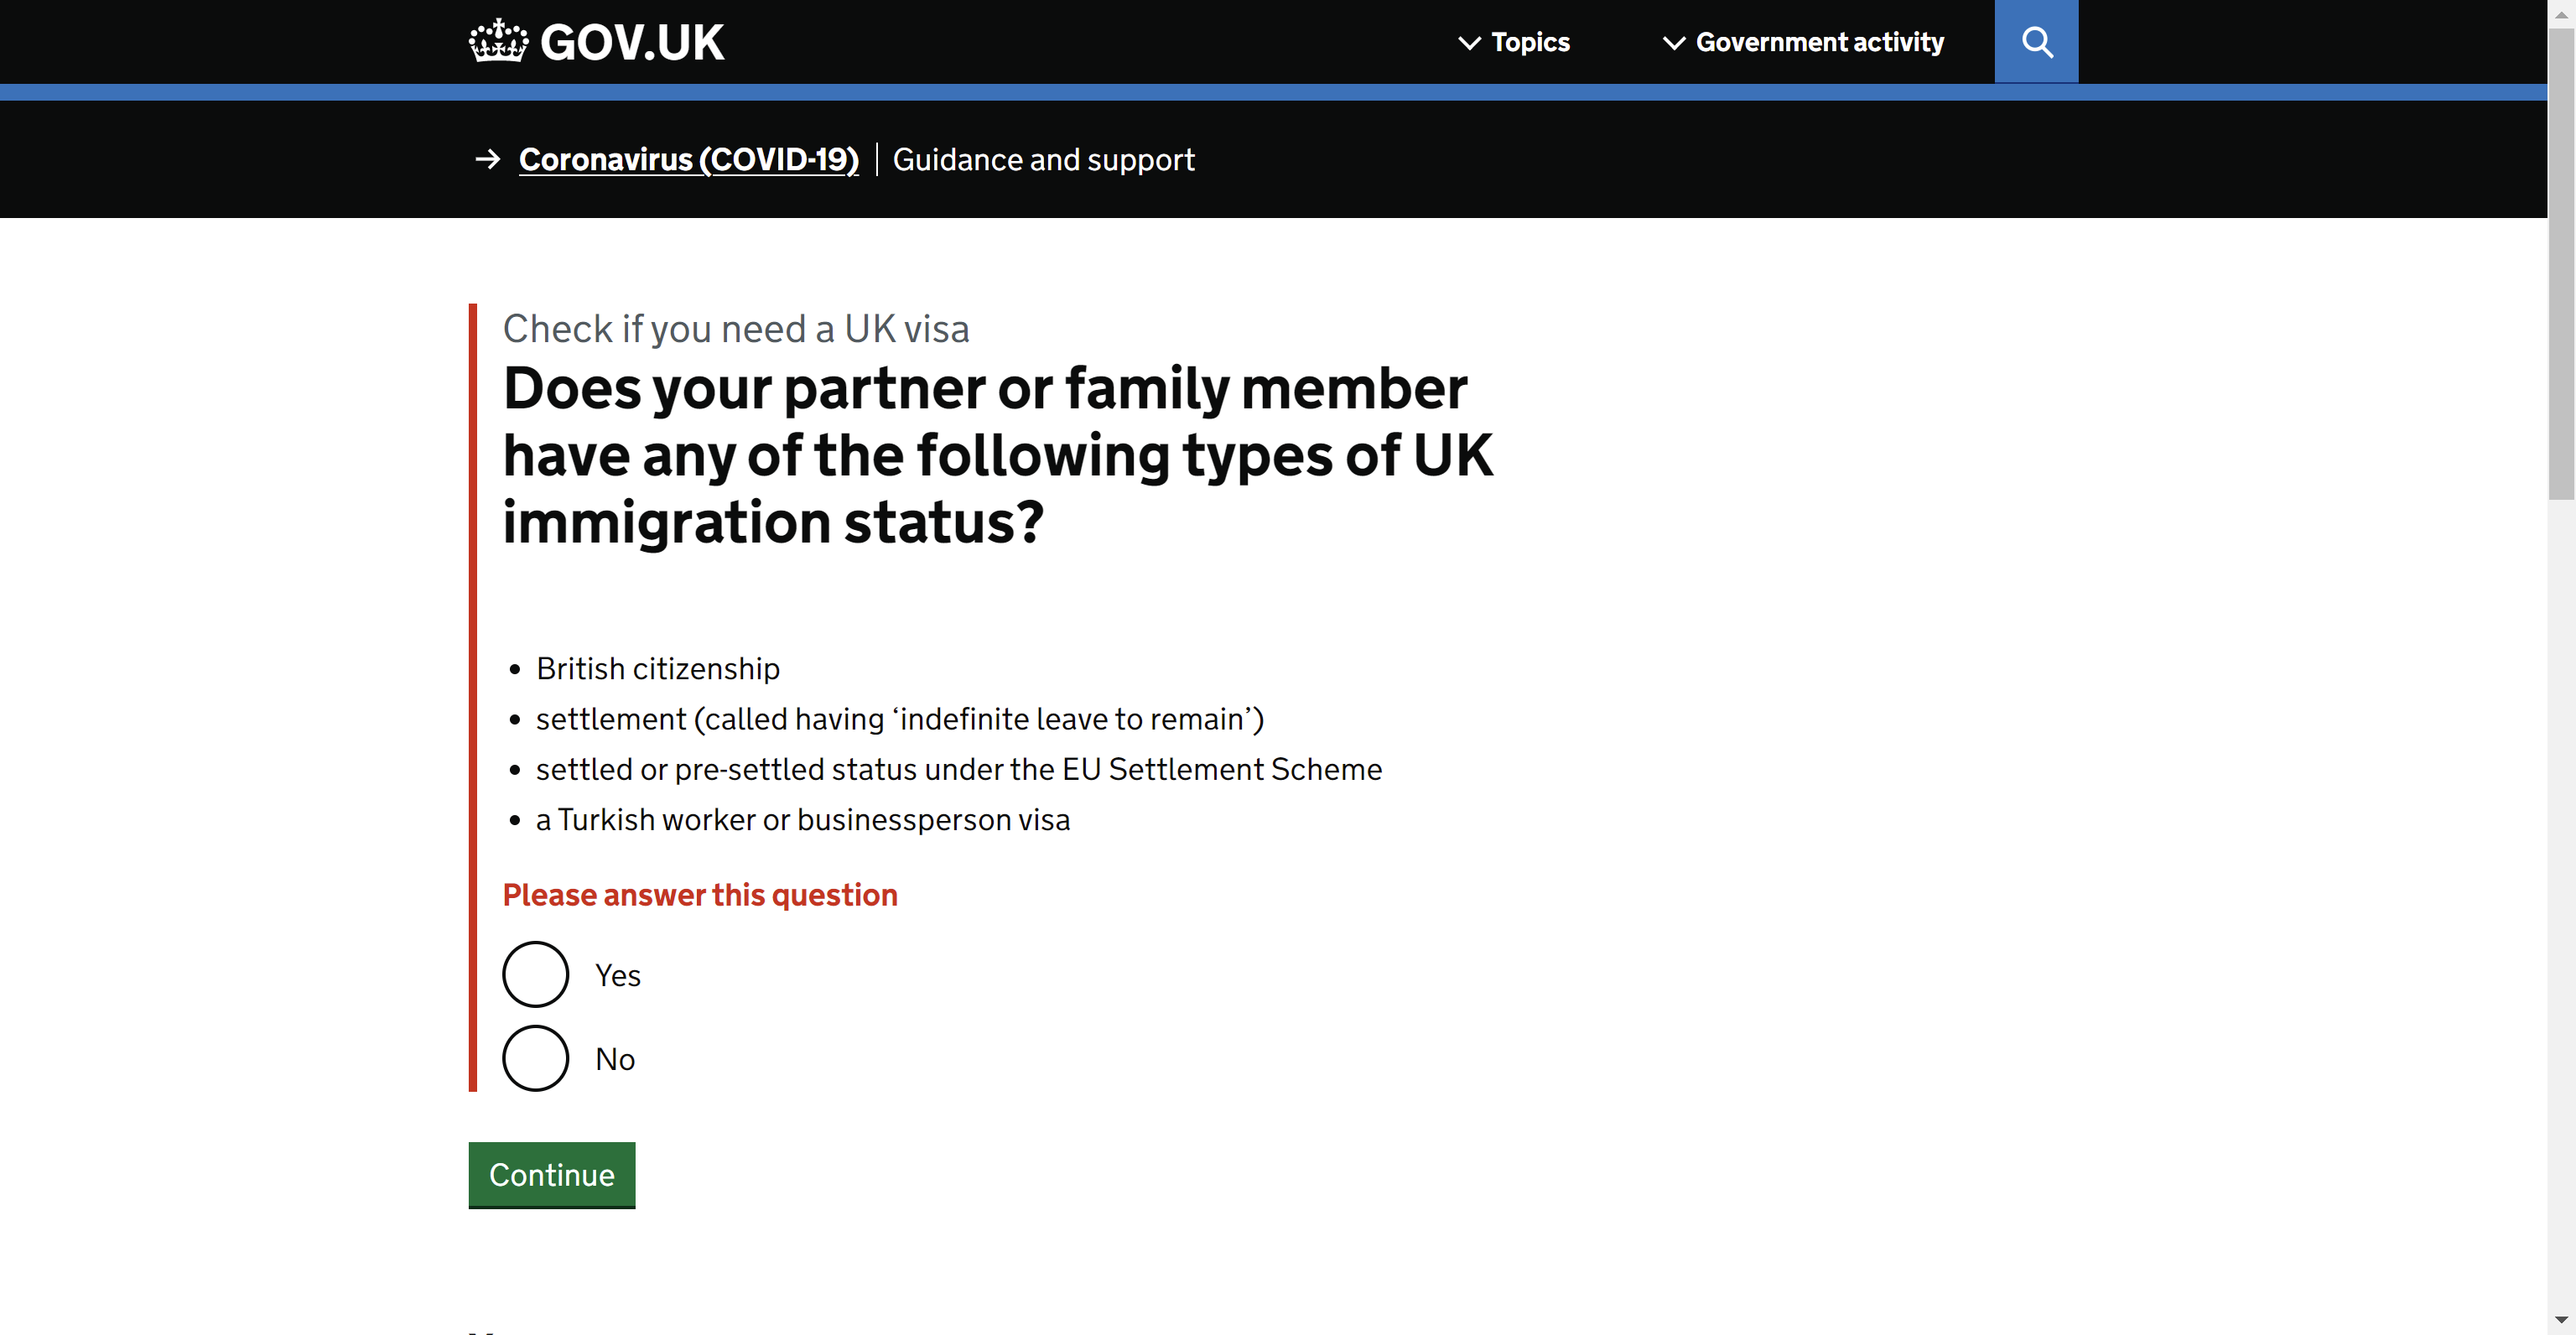 GOV.UK
Topics
Government activity
→ Coronavirus (COVID-19) | Guidance and support
Check if you need a UK visa
Does your partner or family member
have any of the following types of UK
immigration status?
• British citizenship
• settlement (called having ‘indefinite leave to remain’)
• settled or pre-settled status under the EU Settlement Scheme
• a Turkish worker or businessperson visa
Please answer this question
Yes
No
Continue